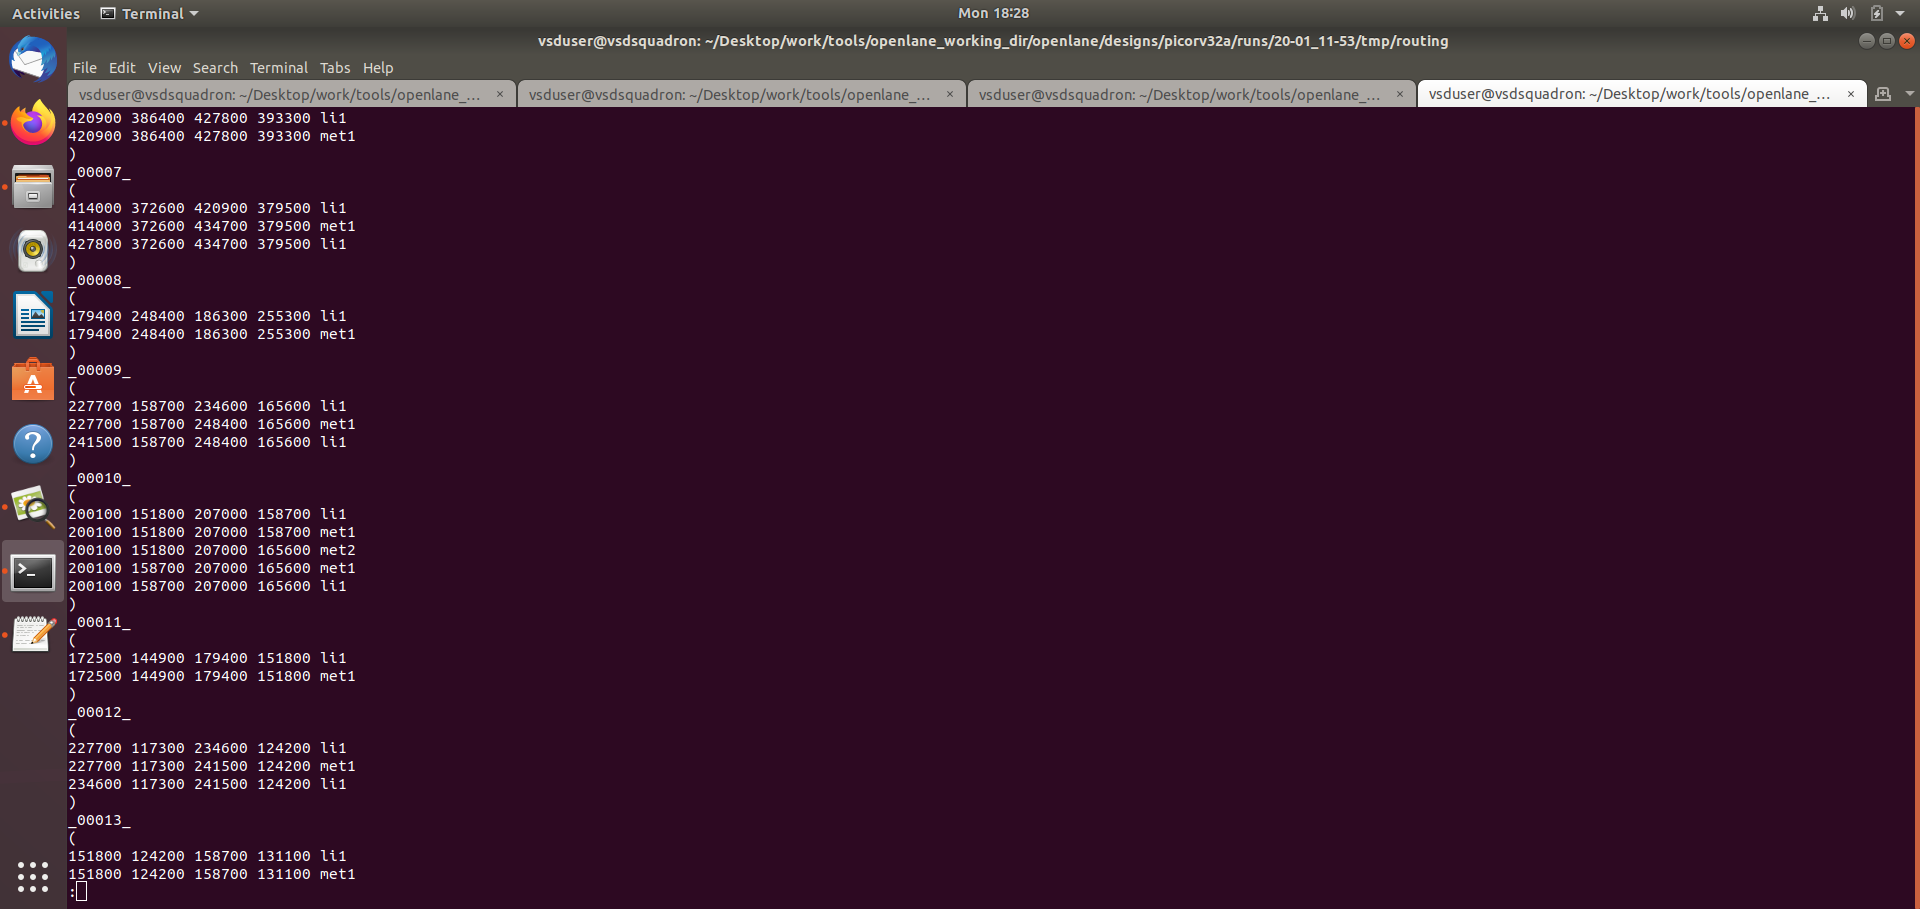 Activities Terminal Mon 18:28
vsduser@vsdsquadron: ~/Desktop/work/tools/openlane_working_dir/openlane/designs/picorv32a/runs/20-01_11-53/tmp/routing
File Edit View Search Terminal Tabs Help
vsduser@vsdsquadron: ~/Desktop/work/tools/openlane_... × vsduser@vsdsquadron: ~/Desktop/work/tools/openlane_... × vsduser@vsdsquadron: ~/Desktop/work/tools/openlane_... × vsduser@vsdsquadron: ~/Desktop/work/tools/openlane_... ×
420900 386400 427800 393300 li1
420900 386400 427800 393300 met1
)
_00007_
(
414000 372600 420900 379500 li1
414000 372600 434700 379500 met1
427800 372600 434700 379500 li1
)
_00008_
(
179400 248400 186300 255300 li1
179400 248400 186300 255300 met1
)
_00009_
(
227700 158700 234600 165600 li1
227700 158700 248400 165600 met1
241500 158700 248400 165600 li1
)
_00010_
(
200100 151800 207000 158700 li1
200100 151800 207000 158700 met1
200100 151800 207000 165600 met2
200100 158700 207000 165600 met1
200100 158700 207000 165600 li1
)
_00011_
(
172500 144900 179400 151800 li1
172500 144900 179400 151800 met1
)
_00012_
(
227700 117300 234600 124200 li1
227700 117300 241500 124200 met1
234600 117300 241500 124200 li1
)
_00013_
(
151800 124200 158700 131100 li1
151800 124200 158700 131100 met1
: